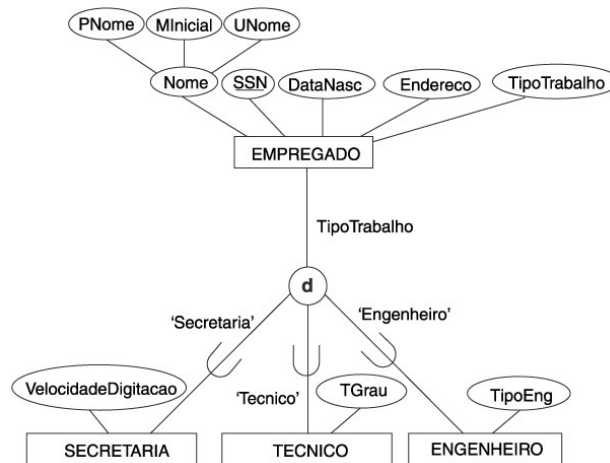 PNome MInicial UNome
Nome SSN DataNasc Endereco TipoTrabalho
EMPREGADO
TipoTrabalho
d
‘Secretaria’ ‘Engenheiro’
VelocidadeDigitacao ‘Tecnico’ TGrau TipoEng
SECRETARIA TECNICO ENGENHEIRO